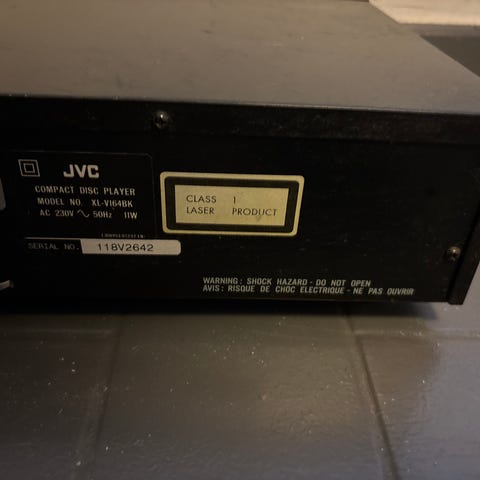 JVC
COMPACT DISC PLAYER
MODEL NO. XL-V164BK
AC 230V ∿ 50Hz 11W
SERIAL NO. 118V2642
CLASS 1
LASER PRODUCT
WARNING : SHOCK HAZARD - DO NOT OPEN
AVIS : RISQUE DE CHOC ELECTRIQUE - NE PAS OUVRIR